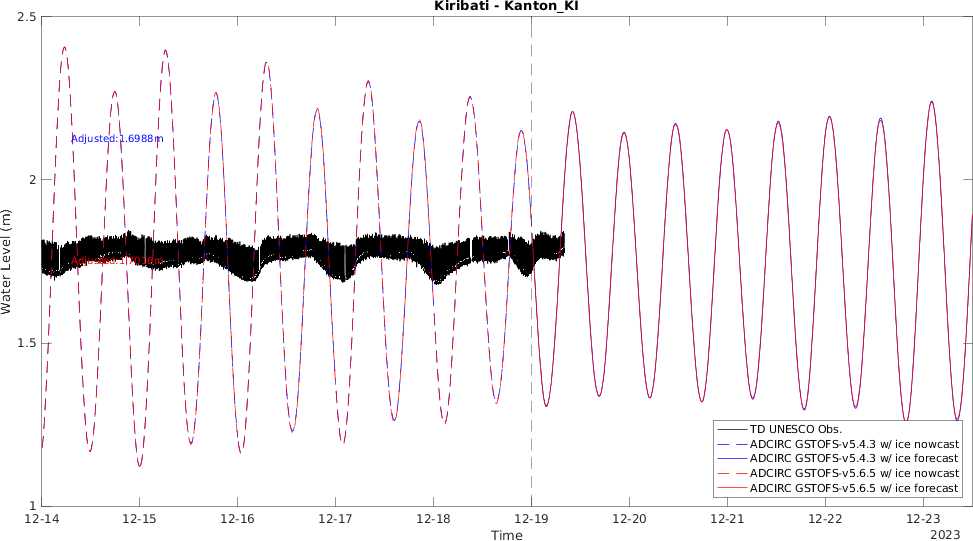 Kiribati - Kanton_KI
2.5
Adjusted:1.6988m
2
Water Level (m)
1.5
TD UNESCO Obs.
ADCIRC GSTOFS-v5.4.3 w/ ice nowcast
ADCIRC GSTOFS-v5.4.3 w/ ice forecast
ADCIRC GSTOFS-v5.6.5 w/ ice nowcast
ADCIRC GSTOFS-v5.6.5 w/ ice forecast
1
12-14 12-15 12-16 12-17 12-18 12-19 12-20 12-21 12-22 12-23
Time
2023